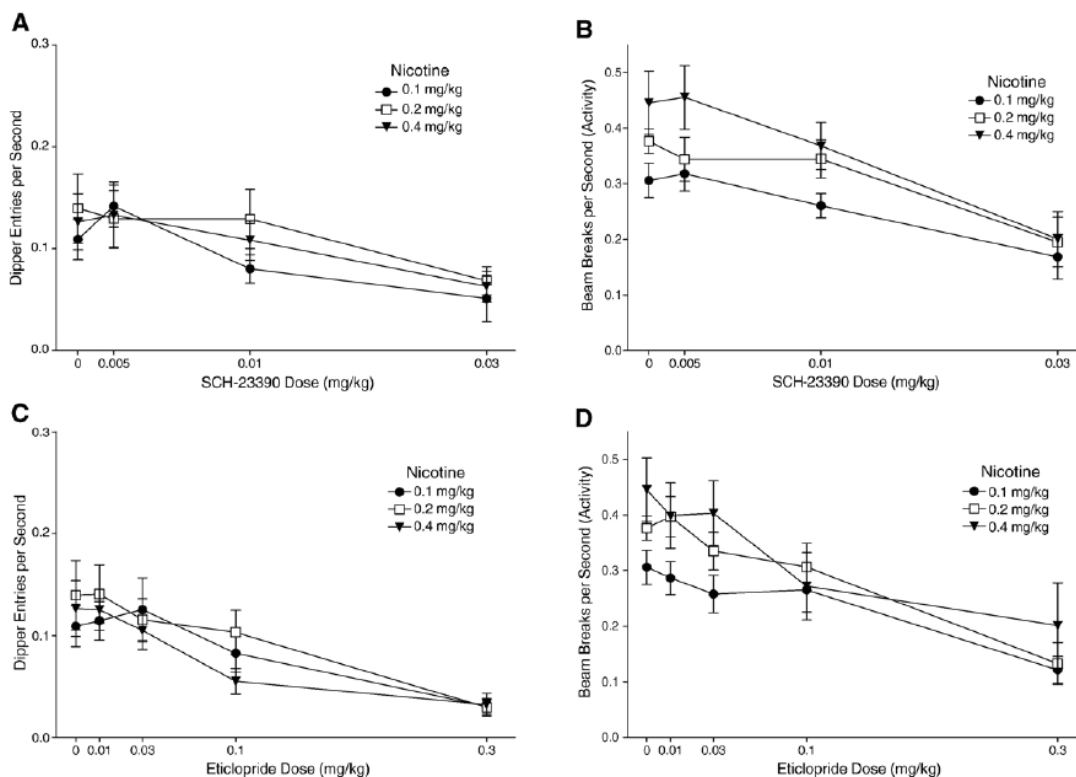 A
Dipper Entries per Second
0.3
0.2
0.1
0.0
Nicotine
0.1 mg/kg
0.2 mg/kg
0.4 mg/kg
0 0.005 0.01 0.03
SCH-23390 Dose (mg/kg)
B
Beam Breaks per Second (Activity)
0.5
0.4
0.3
0.2
0.1
0.0
Nicotine
0.1 mg/kg
0.2 mg/kg
0.4 mg/kg
0 0.005 0.01 0.03
SCH-23390 Dose (mg/kg)
C
Dipper Entries per Second
0.3
0.2
0.1
0.0
Nicotine
0.1 mg/kg
0.2 mg/kg
0.4 mg/kg
0 0.01 0.03 0.1 0.3
Eticlopride Dose (mg/kg)
D
Beam Breaks per Second (Activity)
0.5
0.4
0.3
0.2
0.1
0.0
Nicotine
0.1 mg/kg
0.2 mg/kg
0.4 mg/kg
0 0.01 0.03 0.1 0.3
Eticlopride Dose (mg/kg)